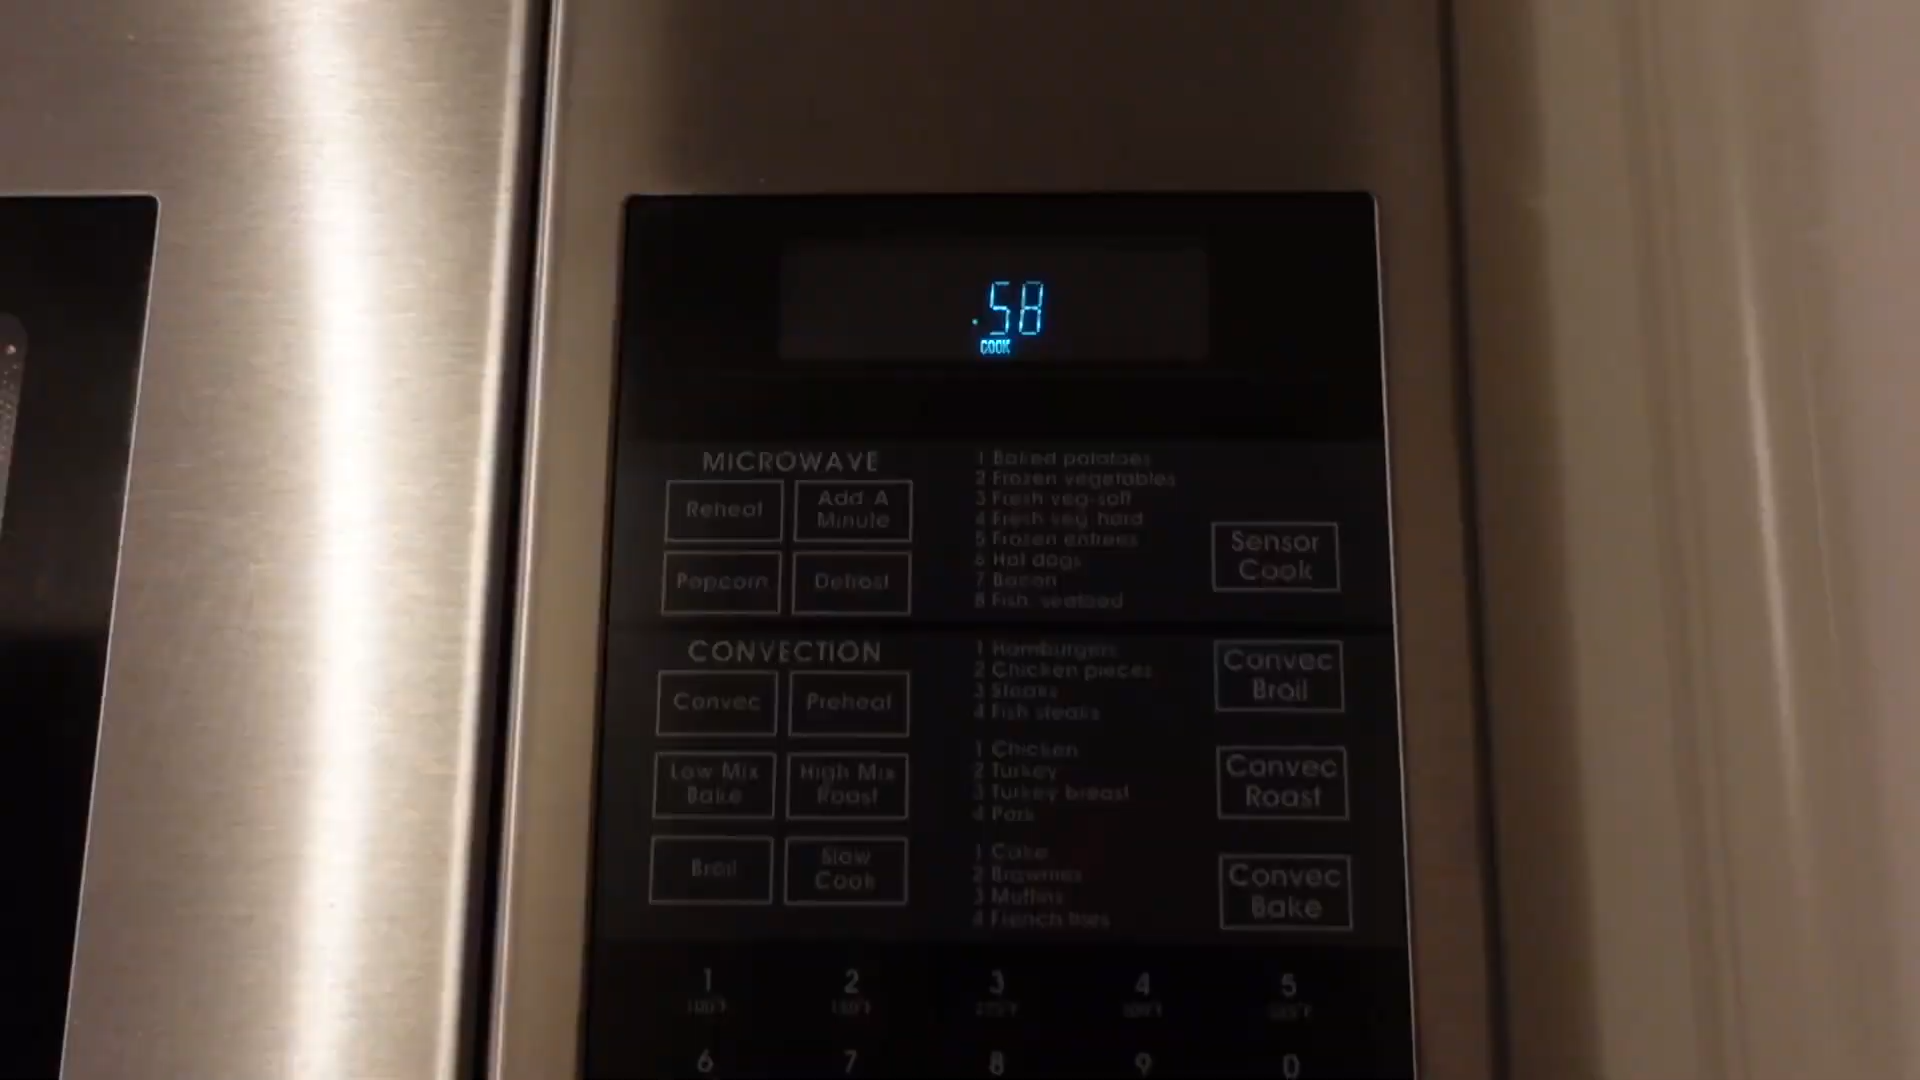 .58
COOK
MICROWAVE
Reheat
Add A
Minute
Popcorn
Defrost
1 Baked potatoes
2 Frozen vegetables
3 Fresh veg-soft
4 Fresh veg-hard
5 Frozen entrees
6 Hot dogs
7 Bacon
8 Fish, seafood
Sensor
Cook
CONVECTION
Convec
Preheat
Low Mix
Bake
High Mix
Roast
Broil
Slow
Cook
1 Hamburgers
2 Chicken pieces
3 Steaks
4 Fish steaks
Convec
Broil
1 Chicken
2 Turkey
3 Turkey breast
4 Pork
Convec
Roast
1 Cake
2 Brownies
3 Muffins
4 French fries
Convec
Bake
1 2 3 4 5
6 7 8 9 0